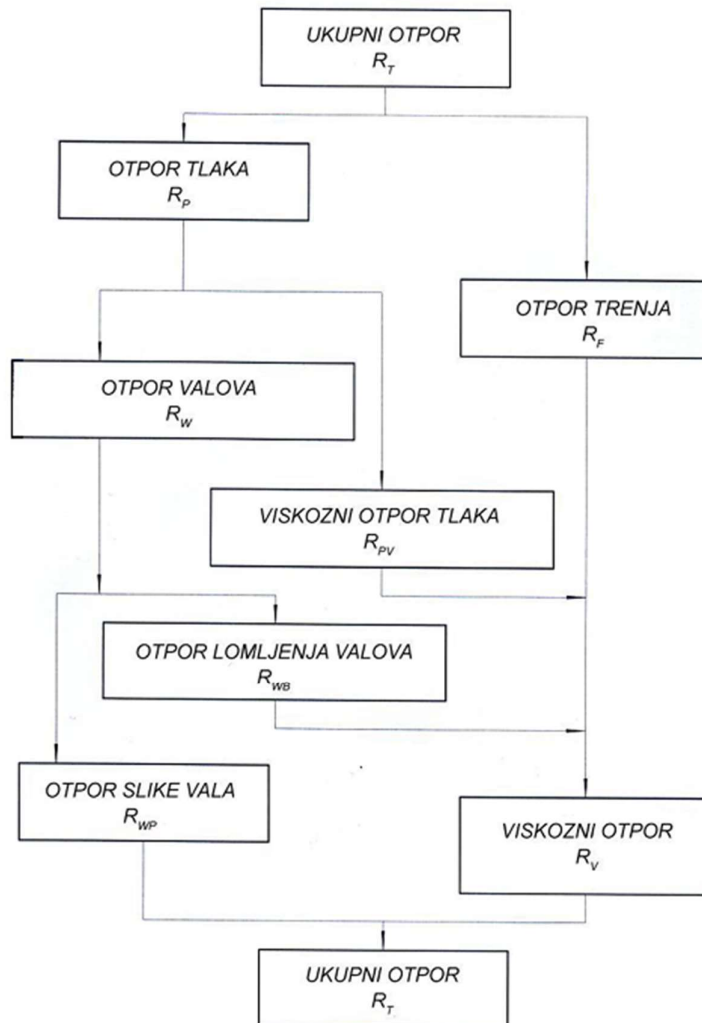 UKUPNI OTPOR
R_T
OTPOR TLAKA
R_P
OTPOR TRENJA
R_F
OTPOR VALOVA
R_W
VISKOZNI OTPOR TLAKA
R_PV
OTPOR LOMLJENJA VALOVA
R_WB
OTPOR SLIKE VALA
R_WP
VISKOZNI OTPOR
R_V
UKUPNI OTPOR
R_T